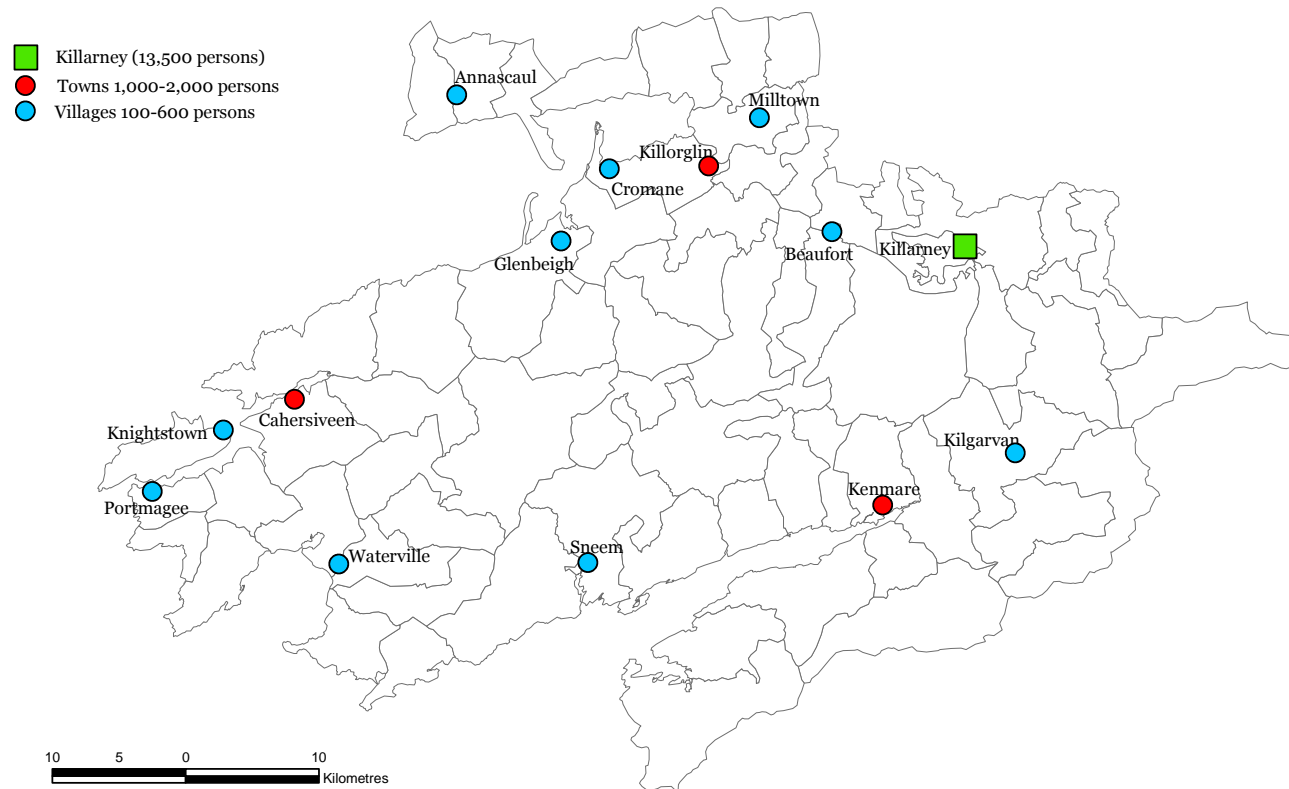 Killarney (13,500 persons)
Towns 1,000-2,000 persons
Villages 100-600 persons
Annascaul
Milltown
Killorglin
Cromane
Beaufort
Killarney
Glenbeigh
Cahersiveen
Knightstown
Kilgarvan
Kenmare
Portmagee
Sneem
Waterville
10 5 0 10
Kilometres